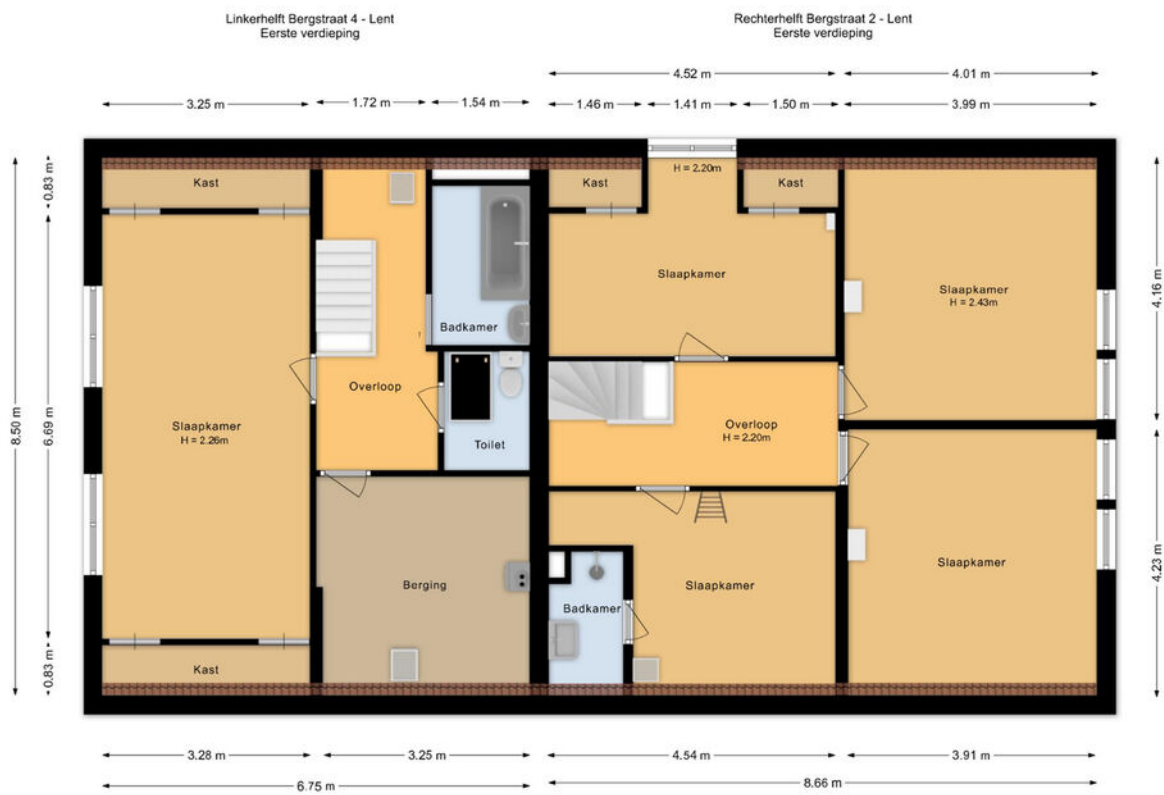 Linkerhelft Bergstraat 4 - Lent
Eerste verdieping
Rechterhelft Bergstraat 2 - Lent
Eerste verdieping
4.52 m
4.01 m
3.25 m
1.72 m
1.54 m
1.46 m
1.41 m
1.50 m
3.99 m
H = 2.20m
Kast
Kast
Kast
0.83 m
Slaapkamer
Slaapkamer
H = 2.43m
4.16 m
Badkamer
Overloop
Slaapkamer
H = 2.26m
8.50 m
6.69 m
Overloop
H = 2.20m
Toilet
Slaapkamer
Slaapkamer
Berging
Badkamer
4.23 m
Kast
0.83 m
3.28 m
3.25 m
4.54 m
3.91 m
6.75 m
8.66 m